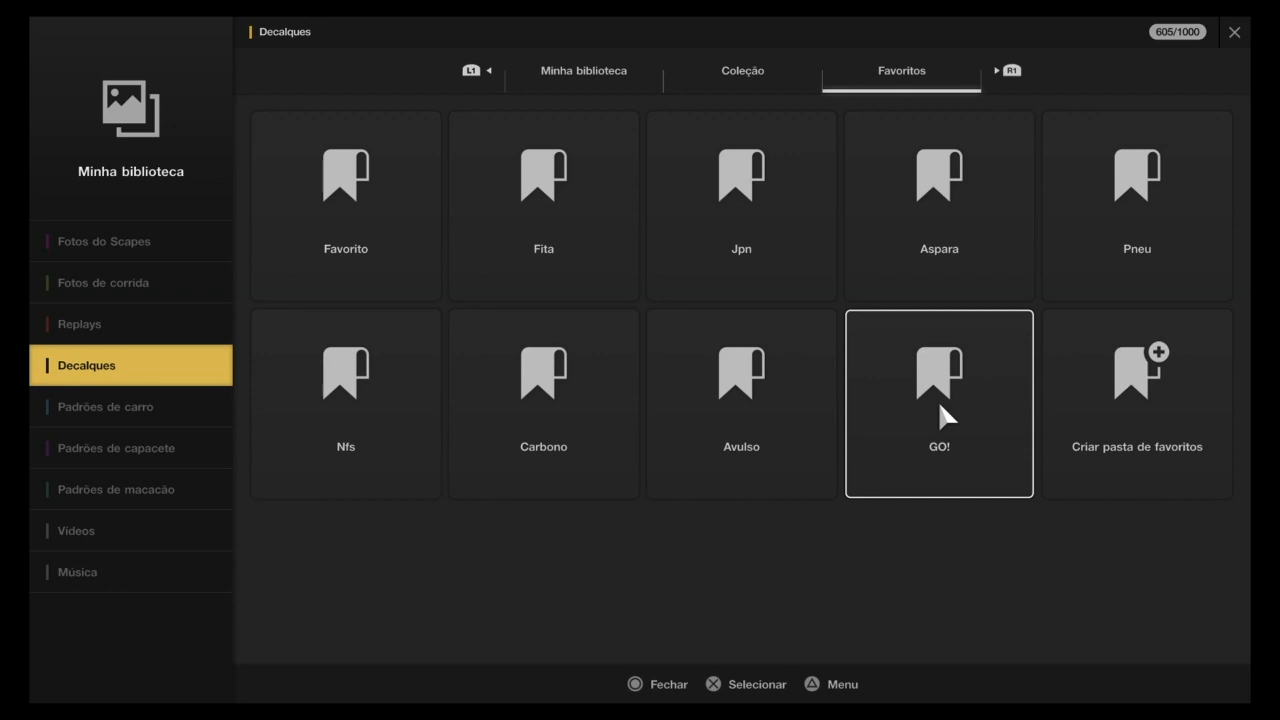 Decalques
605/1000
L1
Minha biblioteca
Coleção
Favoritos
R1
Minha biblioteca
Fotos do Scapes
Fotos de corrida
Replays
Decalques
Padrões de carro
Padrões de capacete
Padrões de macacão
Vídeos
Música
Favorito
Fita
Jpn
Aspara
Pneu
Nfs
Carbono
Avulso
GO!
Criar pasta de favoritos
Fechar
Selecionar
Menu